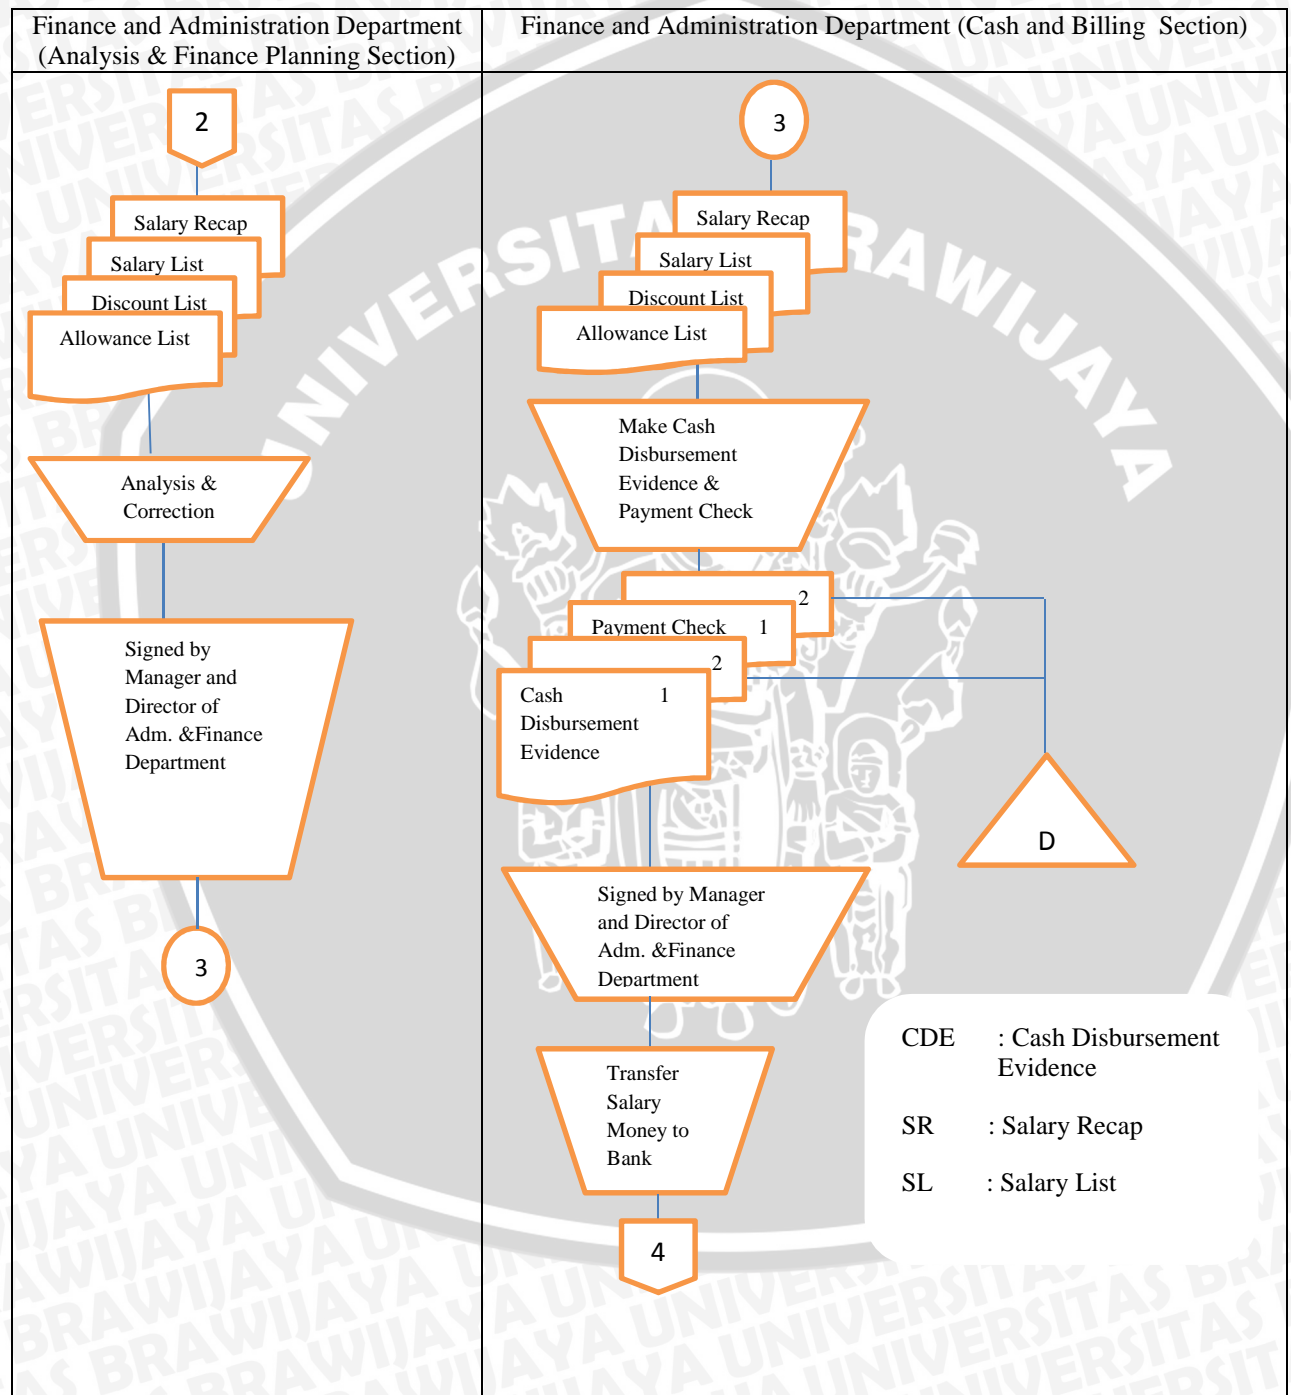 Finance and Administration Department
(Analysis & Finance Planning Section)
2
Salary Recap
Salary List
Discount List
Allowance List
Analysis &
Correction
Signed by
Manager and
Director of
Adm. &Finance
Department
3
Finance and Administration Department (Cash and Billing Section)
3
Salary Recap
Salary List
Discount List
Allowance List
Make Cash
Disbursement
Evidence &
Payment Check
2
Payment Check 1
2
Cash 1
Disbursement
Evidence
D
Signed by Manager
and Director of
Adm. &Finance
Department
Transfer
Salary
Money to
Bank
4
CDE : Cash Disbursement
Evidence
SR : Salary Recap
SL : Salary List
UNIVERSITAS BRAWIJAYA